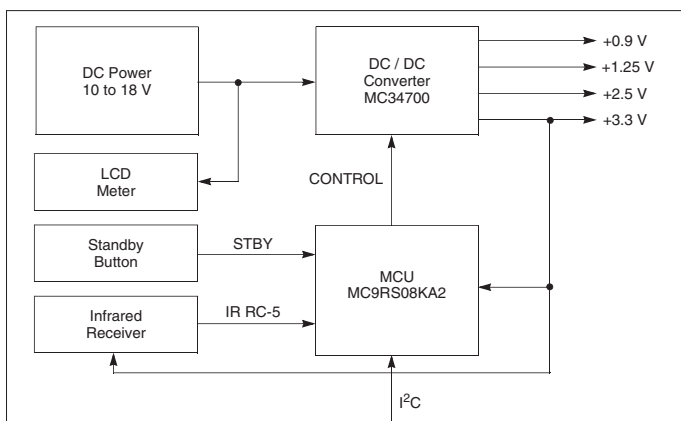 DC Power
10 to 18 V
DC / DC
Converter
MC34700
+0.9 V
+1.25 V
+2.5 V
+3.3 V
LCD
Meter
CONTROL
Standby
Button
STBY
MCU
MC9RS08KA2
Infrared
Receiver
IR RC-5
I²C